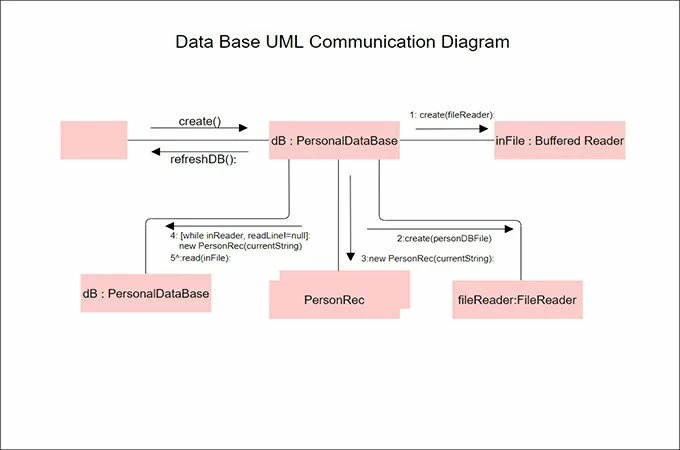 Data Base UML Communication Diagram
create()
1: create(fileReader):
dB : PersonalDataBase
inFile : Buffered Reader
refreshDB():
4: [while inReader, readLine!=null]:
new PersonRec(currentString)
5^:read(inFile):
2:create(personDBFile)
3:new PersonRec(currentString):
dB : PersonalDataBase
PersonRec
fileReader:FileReader